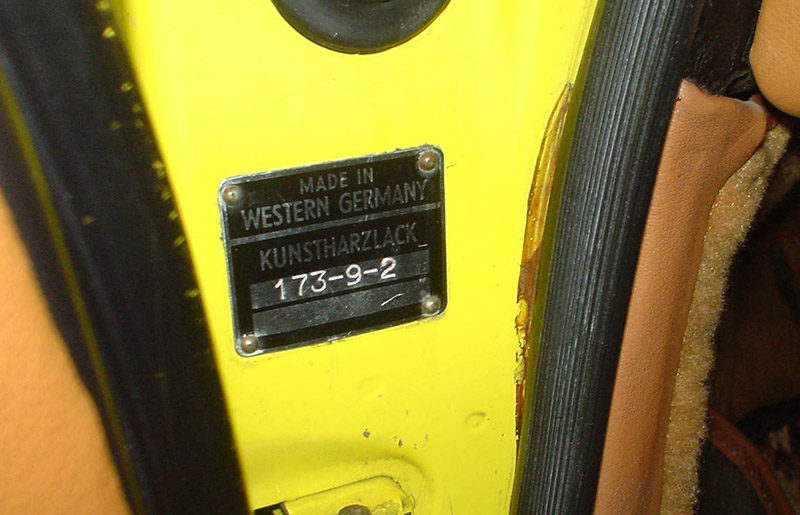 MADE IN
WESTERN GERMANY
KUNSTHARZLACK
173-9-2